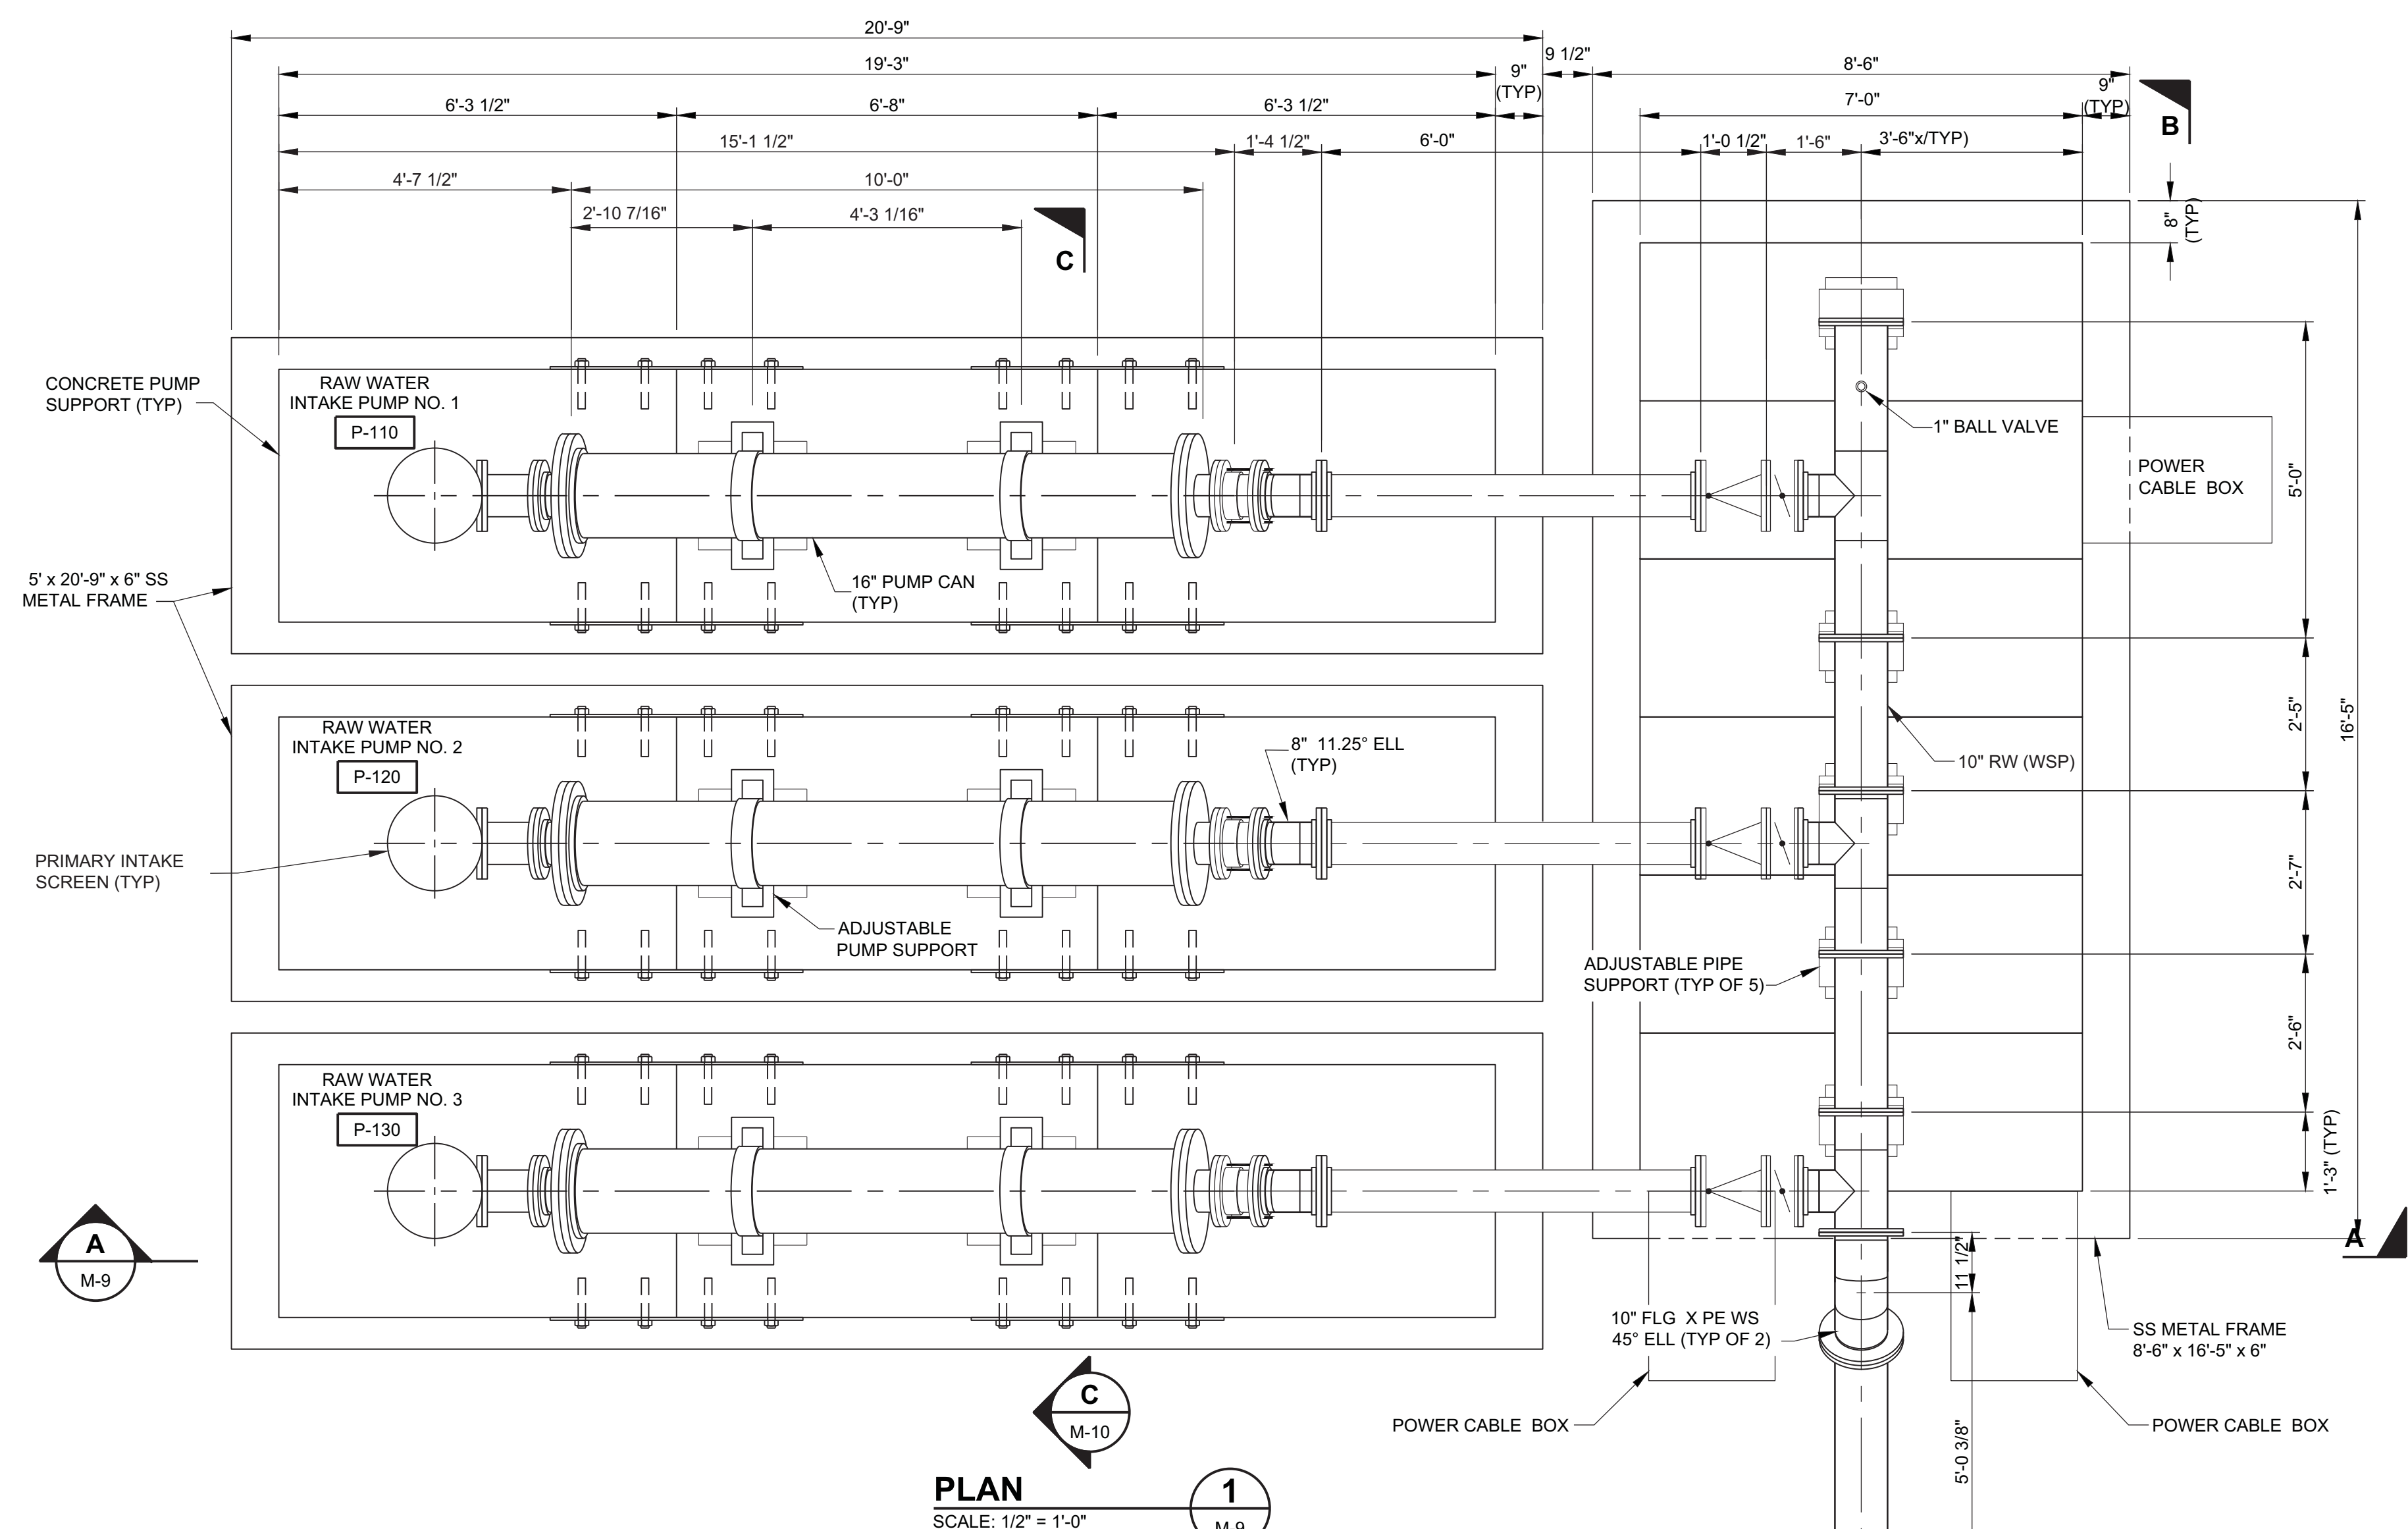 20'-9"
9 1/2"
19'-3"
9"
(TYP)
8'-6"
9"
(TYP)
6'-3 1/2"
6'-8"
6'-3 1/2"
7'-0"
B
15'-1 1/2"
1'-4 1/2"
6'-0"
1'-0 1/2"
1'-6"
3'-6"x/TYP)
4'-7 1/2"
10'-0"
2'-10 7/16"
4'-3 1/16"
C
8"
(TYP)
CONCRETE PUMP
SUPPORT (TYP)
RAW WATER
INTAKE PUMP NO. 1
P-110
1" BALL VALVE
POWER
CABLE BOX
5'-0"
5' x 20'-9" x 6" SS
METAL FRAME
16" PUMP CAN
(TYP)
RAW WATER
INTAKE PUMP NO. 2
P-120
8" 11.25° ELL
(TYP)
10" RW (WSP)
2'-5"
16'-5"
PRIMARY INTAKE
SCREEN (TYP)
2'-7"
ADJUSTABLE
PUMP SUPPORT
ADJUSTABLE PIPE
SUPPORT (TYP OF 5)
2'-6"
RAW WATER
INTAKE PUMP NO. 3
P-130
1'-3" (TYP)
A
M-9
A
11 1/2"
10" FLG X PE WS
45° ELL (TYP OF 2)
SS METAL FRAME
8'-6" x 16'-5" x 6"
C
M-10
POWER CABLE BOX
POWER CABLE BOX
5'-0 3/8"
PLAN
SCALE: 1/2" = 1'-0"
1
M-9